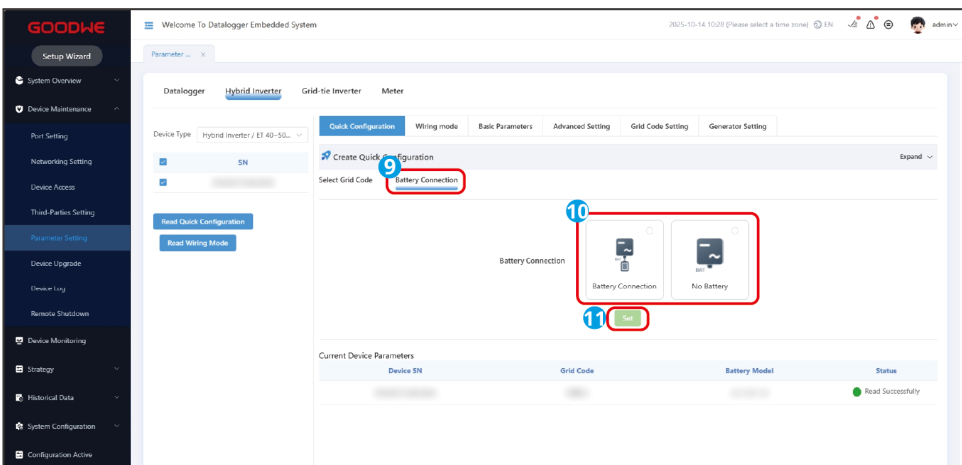 GOODWE
Welcome To Datalogger Embedded System
2025-10-14 10:28 (Please select a time zone) EN
admin
Setup Wizard
Parameter ... ×
System Overview
Device Maintenance
Port Setting
Networking Setting
Device Access
Third-Parties Setting
Parameter Setting
Device Upgrade
Device Log
Remote Shutdown
Device Monitoring
Strategy
Historical Data
System Configuration
Configuration Active
Datalogger Hybrid Inverter Grid-tie Inverter Meter
Device Type Hybrid Inverter / ET 40~50...
SN
Read Quick Configuration
Read Wiring Mode
Quick Configuration Wiring mode Basic Parameters Advanced Setting Grid Code Setting Generator Setting
Create Quick Configuration Expand
9
Select Grid Code Battery Connection
10
Battery Connection
BAT
Battery Connection
BAT
No Battery
11
Set
Current Device Parameters
Device SN Grid Code Battery Model Status
Read Successfully